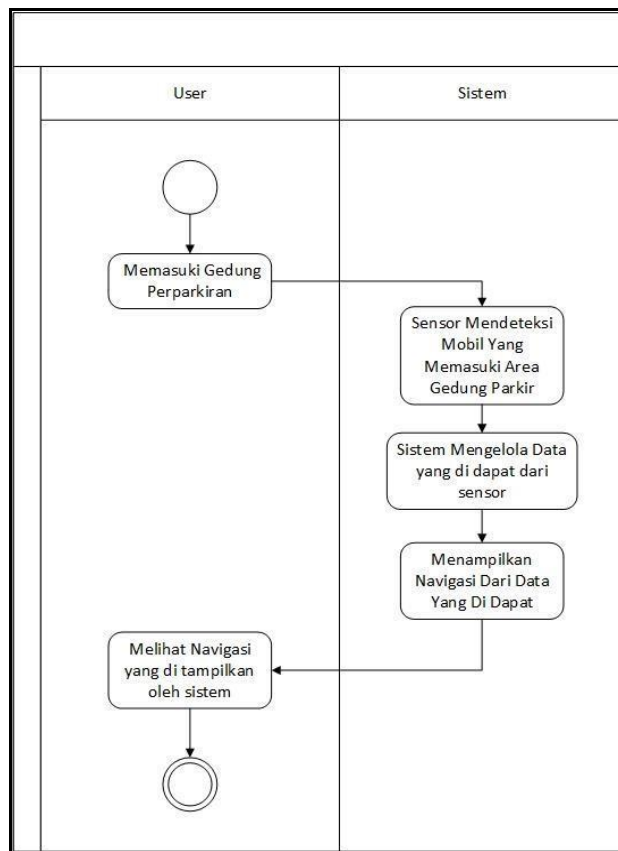 User
Sistem
Memasuki Gedung
Perparkiran
Sensor Mendeteksi
Mobil Yang
Memasuki Area
Gedung Parkir
Sistem Mengelola Data
yang di dapat dari
sensor
Menampilkan
Navigasi Dari Data
Yang Di Dapat
Melihat Navigasi
yang di tampilkan
oleh sistem